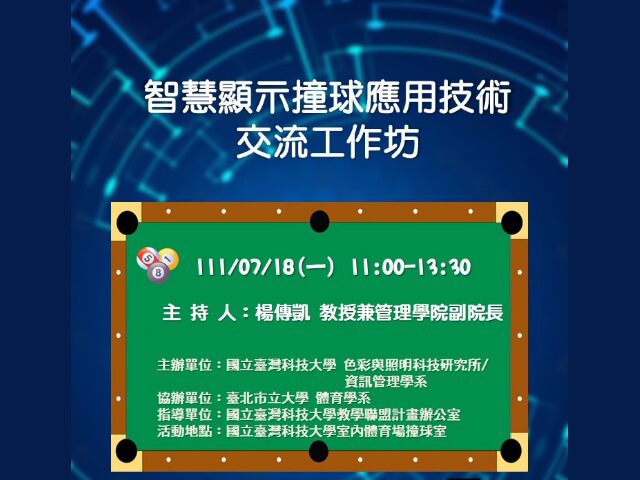 智慧顯示撞球應用技術
交流工作坊
5
1
8
111/07/18(一) 11:00-13:30
主 持 人：楊傳凱 教授兼管理學院副院長
主辦單位：國立臺灣科技大學 色彩與照明科技研究所/
資訊管理學系
協辦單位：臺北市立大學 體育學系
指導單位：國立臺灣科技大學教學聯盟計畫辦公室
活動地點：國立臺灣科技大學室內體育場撞球室